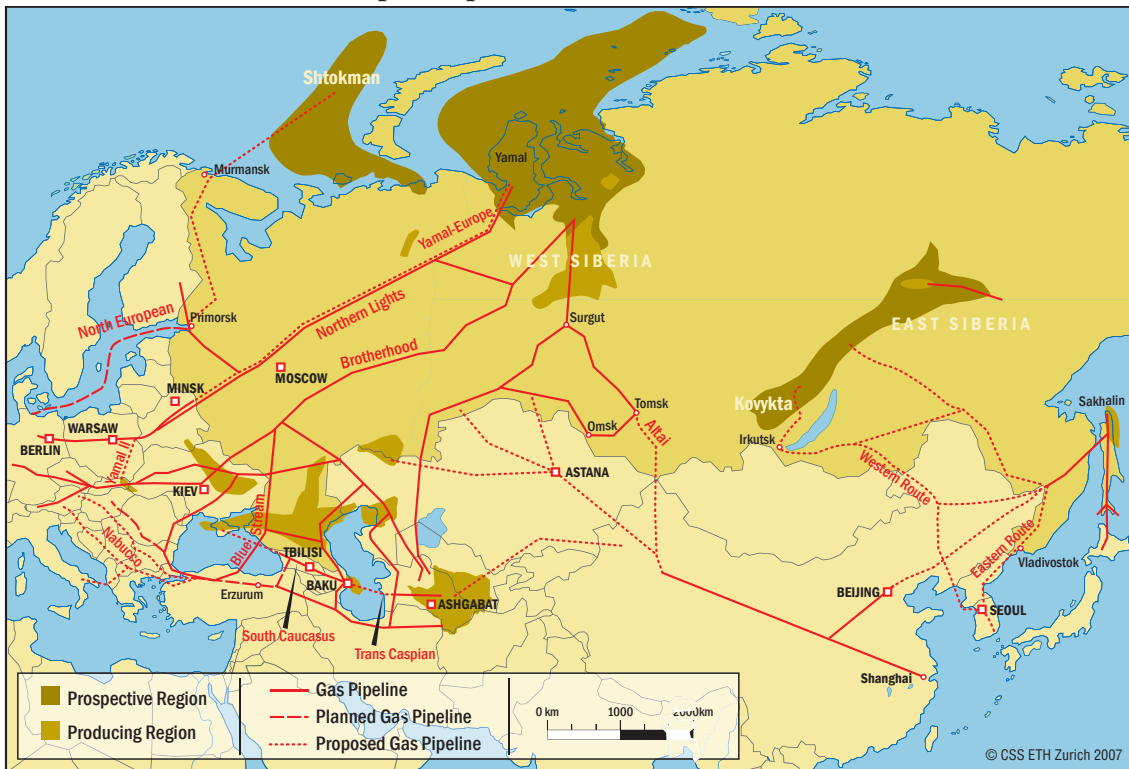 Shtokman
Murmansk
Yamal
Yamal-Europe
WEST SIBERIA
North European
Primorsk
Northern Lights
Surgut
EAST SIBERIA
Brotherhood
MOSCOW
MINSK
Tomsk
Kovykta
Sakhalin
WARSAW
BERLIN
Yamal II
Omsk
Altai
Irkutsk
ASTANA
Western Route
KIEV
Blue Stream
Nabucco
TBILISI
Eastern Route
Vladivostok
BAKU
Erzurum
ASHGABAT
BEIJING
SEOUL
South Caucasus
Trans Caspian
Shanghai
Prospective Region
Producing Region
Gas Pipeline
Planned Gas Pipeline
Proposed Gas Pipeline
0 km 1000 2000km
© CSS ETH Zurich 2007